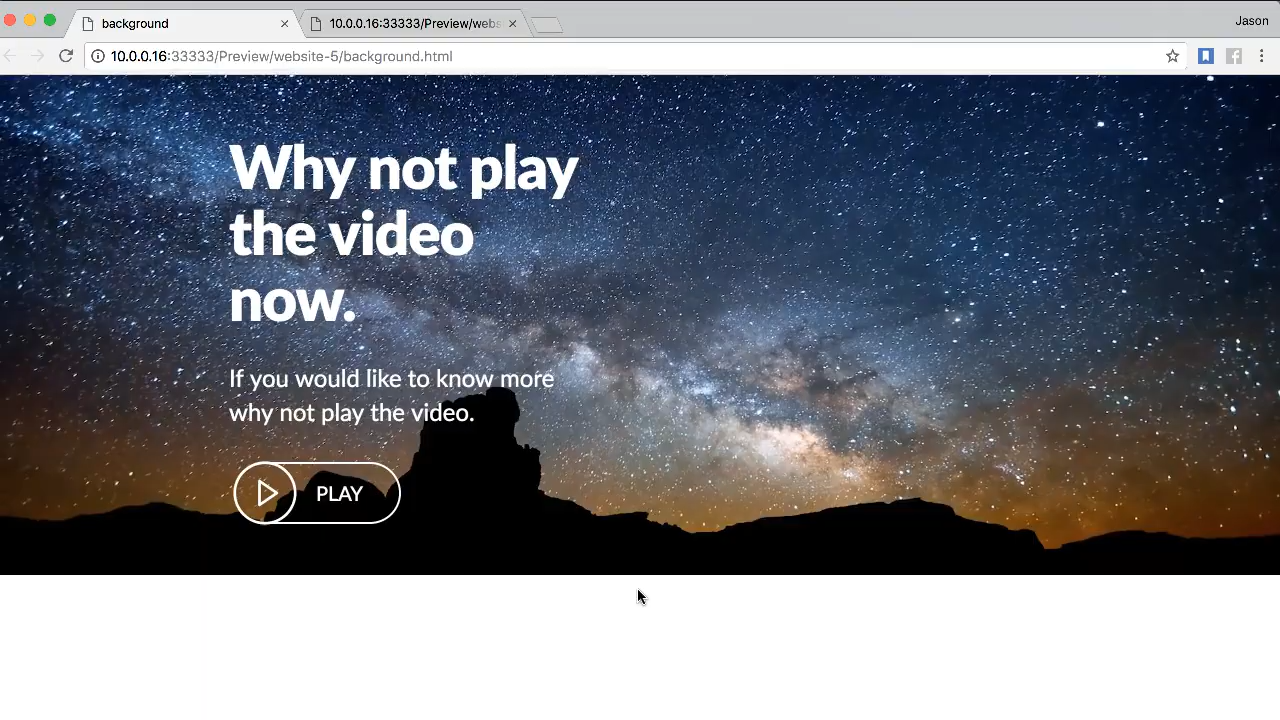 background
10.0.0.16:33333/Preview/webs
Jason
10.0.0.16:33333/Preview/website-5/background.html
Why not play
the video
now.
If you would like to know more
why not play the video.
PLAY